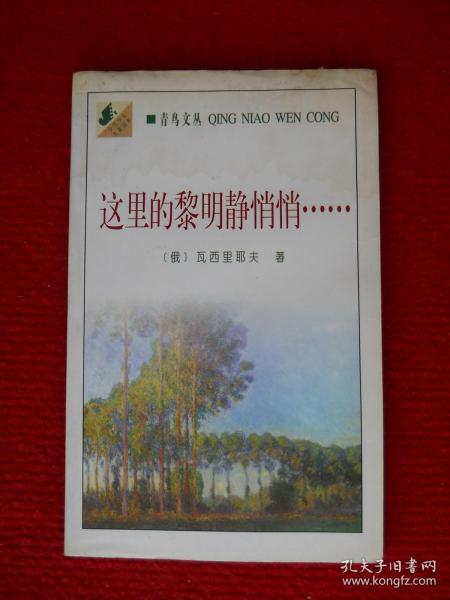 ■青鸟文丛 QING NIAO WEN CONG
这里的黎明静悄悄……
〔俄〕瓦西里耶夫 著
孔夫子旧书网
www.kongfz.com